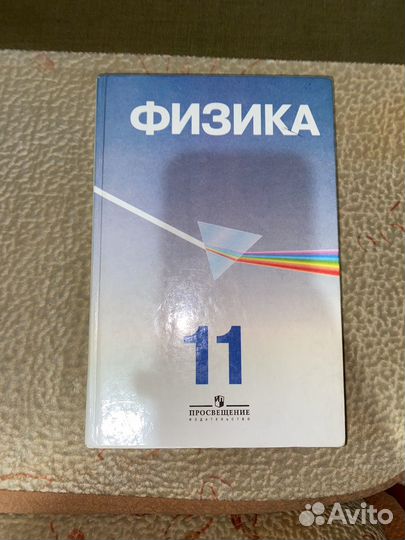 ФИЗИКА
11
ПРОСВЕЩЕНИЕ
ИЗДАТЕЛЬСТВО
Avito